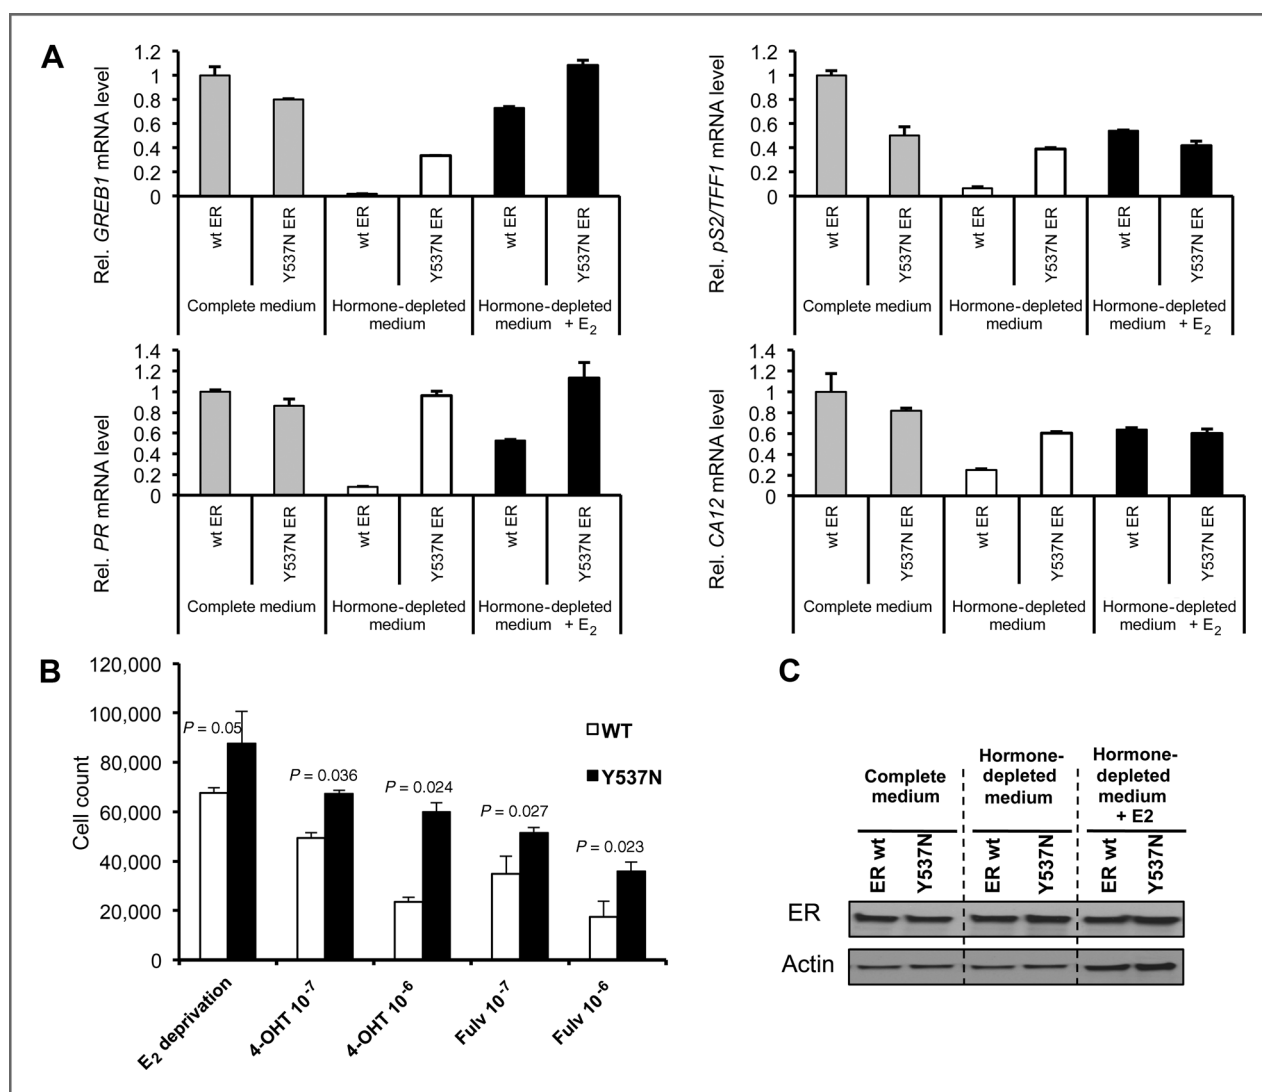 A
Rel. GREB1 mRNA level
1.2
1
0.8
0.6
0.4
0.2
0
wt ER
Y537N ER
wt ER
Y537N ER
wt ER
Y537N ER
Complete medium
Hormone-depleted
medium
Hormone-depleted
medium + E2
Rel. pS2/TFF1 mRNA level
1.2
1
0.8
0.6
0.4
0.2
0
wt ER
Y537N ER
wt ER
Y537N ER
wt ER
Y537N ER
Complete medium
Hormone-depleted
medium
Hormone-depleted
medium + E2
Rel. PR mRNA level
1.4
1.2
1
0.8
0.6
0.4
0.2
0
wt ER
Y537N ER
wt ER
Y537N ER
wt ER
Y537N ER
Complete medium
Hormone-depleted
medium
Hormone-depleted
medium + E2
Rel. CA12 mRNA level
1.4
1.2
1
0.8
0.6
0.4
0.2
0
wt ER
Y537N ER
wt ER
Y537N ER
wt ER
Y537N ER
Complete medium
Hormone-depleted
medium
Hormone-depleted
medium + E2
B
Cell count
120,000
100,000
80,000
60,000
40,000
20,000
0
P = 0.05
P = 0.036
P = 0.024
P = 0.027
P = 0.023
WT
Y537N
E2 deprivation
4-OHT 10-7
4-OHT 10-6
Fulv 10-7
Fulv 10-6
C
Complete
medium
Hormone-
depleted
medium
Hormone-
depleted
medium
+ E2
ER wt
Y537N
ER wt
Y537N
ER wt
Y537N
ER
Actin